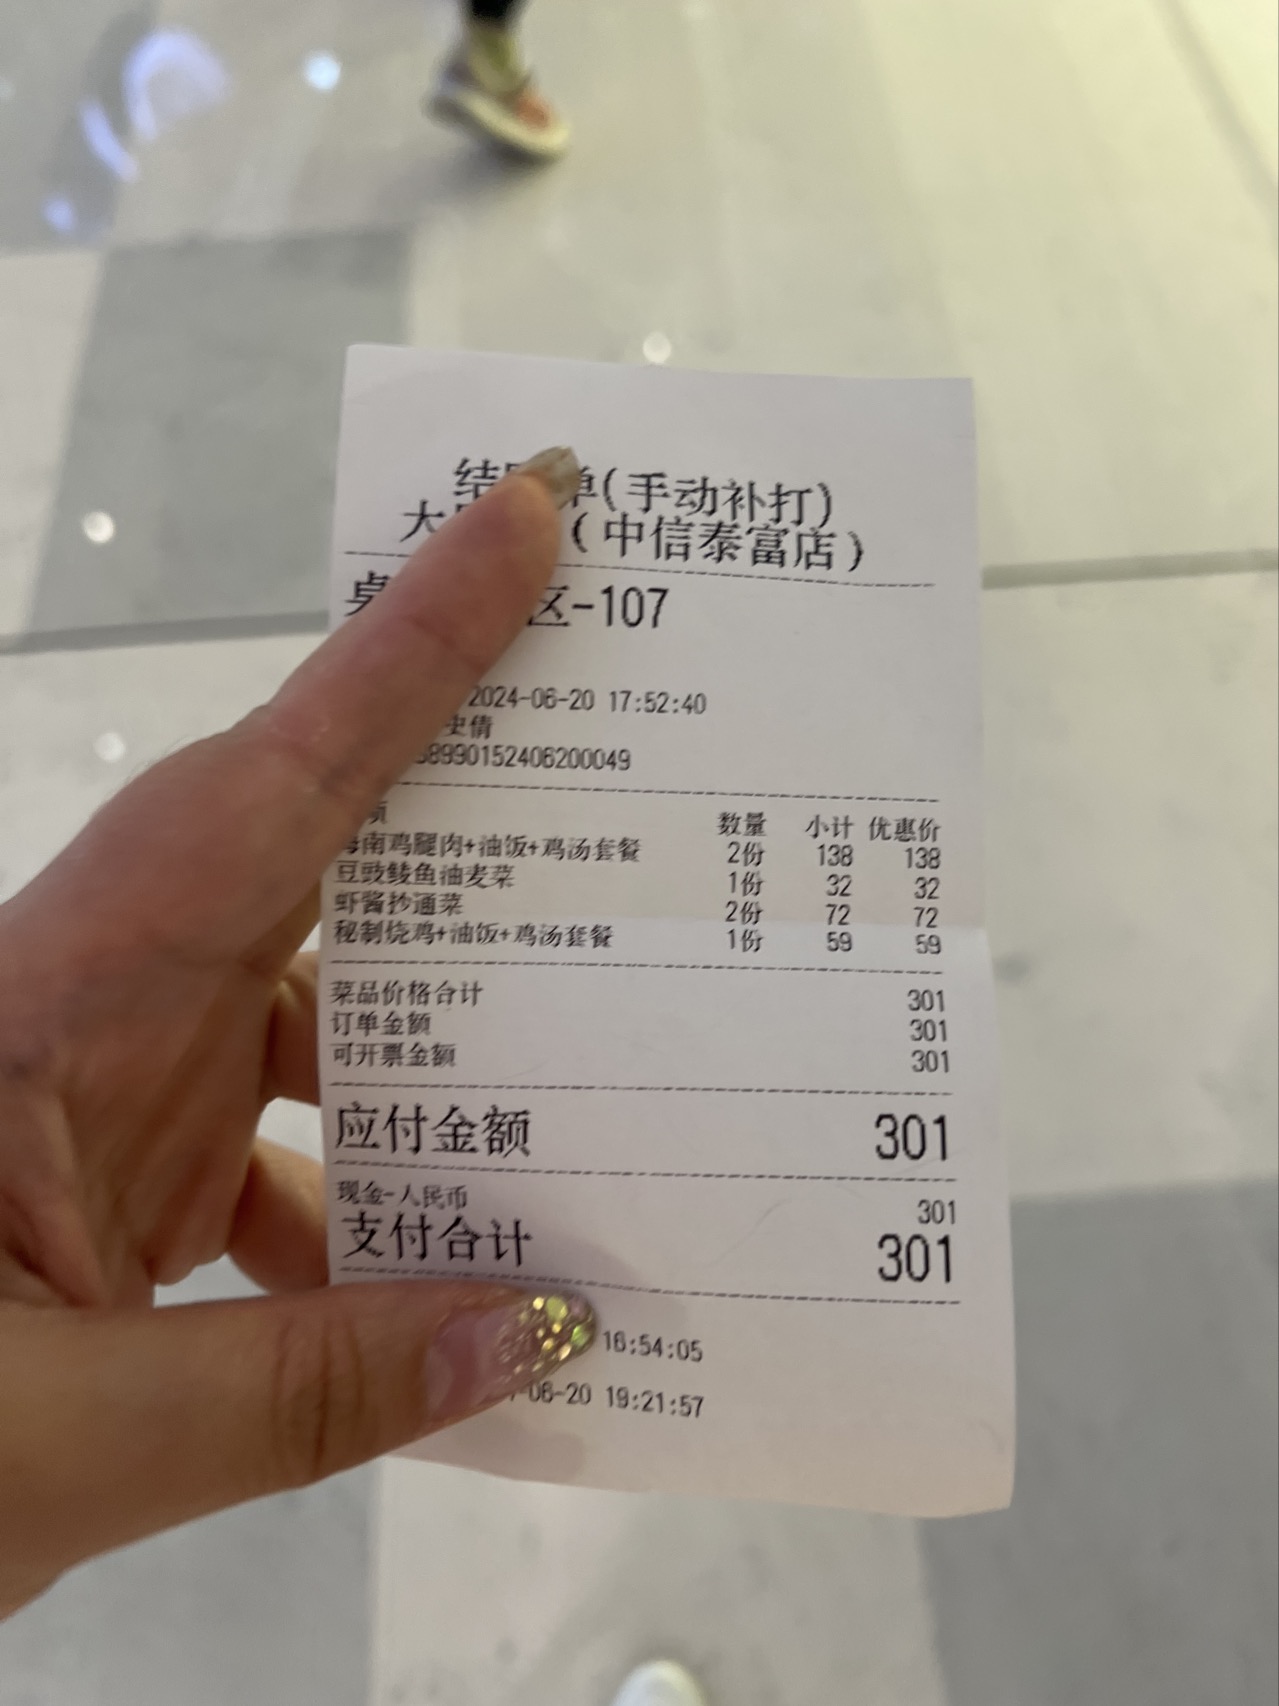 结 单(手动补打)
大 (中信泰富店)
桌 区-107
2024-06-20 17:52:40
史倩
8990152406200049
数量 小计 优惠价
海南鸡腿肉+油饭+鸡汤套餐 2份 138 138
豆豉鲮鱼油麦菜 1份 32 32
虾酱抄通菜 2份 72 72
秘制烧鸡+油饭+鸡汤套餐 1份 59 59
菜品价格合计 301
订单金额 301
可开票金额 301
应付金额 301
现金-人民币 301
支付合计 301
16:54:05
-06-20 19:21:57